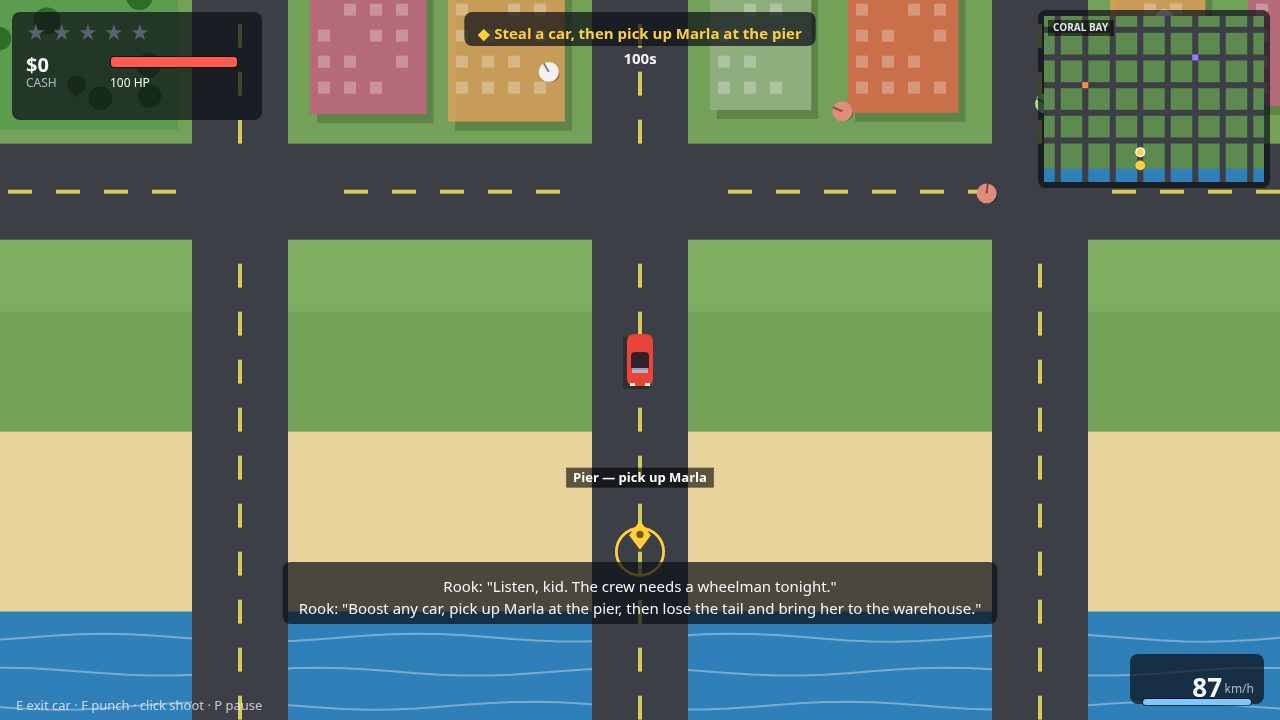 ◆ Steal a car, then pick up Marla at the pier
100s
$0
CASH
100 HP
CORAL BAY
Pier — pick up Marla
Rook: "Listen, kid. The crew needs a wheelman tonight."
Rook: "Boost any car, pick up Marla at the pier, then lose the tail and bring her to the warehouse."
87 km/h
E exit car · F punch · click shoot · P pause